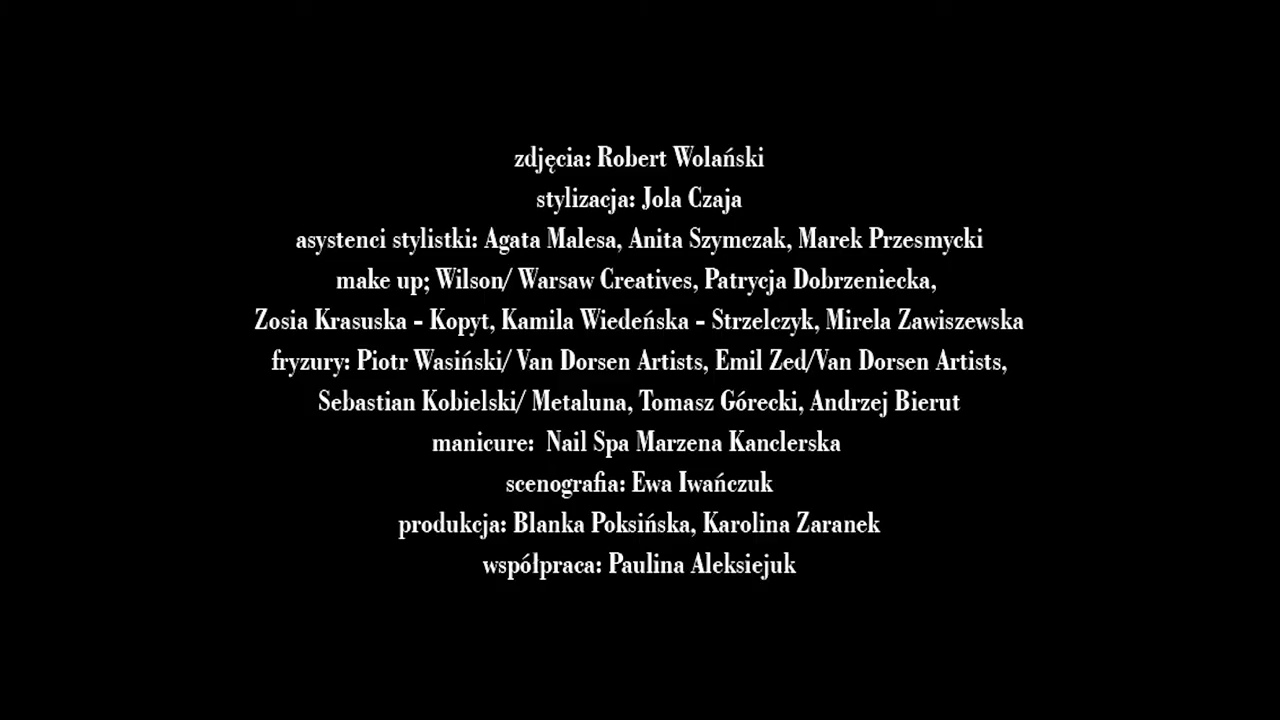 zdjęcia: Robert Wolański
stylizacja: Jola Czaja
asystenci stylistki: Agata Malesa, Anita Szymczak, Marek Przesmycki
make up; Wilson/ Warsaw Creatives, Patrycja Dobrzeniecka,
Zosia Krasuska - Kopyt, Kamila Wiedeńska - Strzelczyk, Mirela Zawiszewska
fryzury: Piotr Wasiński/ Van Dorsen Artists, Emil Zed/Van Dorsen Artists,
Sebastian Kobielski/ Metaluna, Tomasz Górecki, Andrzej Bierut
manicure:  Nail Spa Marzena Kanclerska
scenografia: Ewa Iwańczuk
produkcja: Blanka Poksińska, Karolina Zaranek
współpraca: Paulina Aleksiejuk